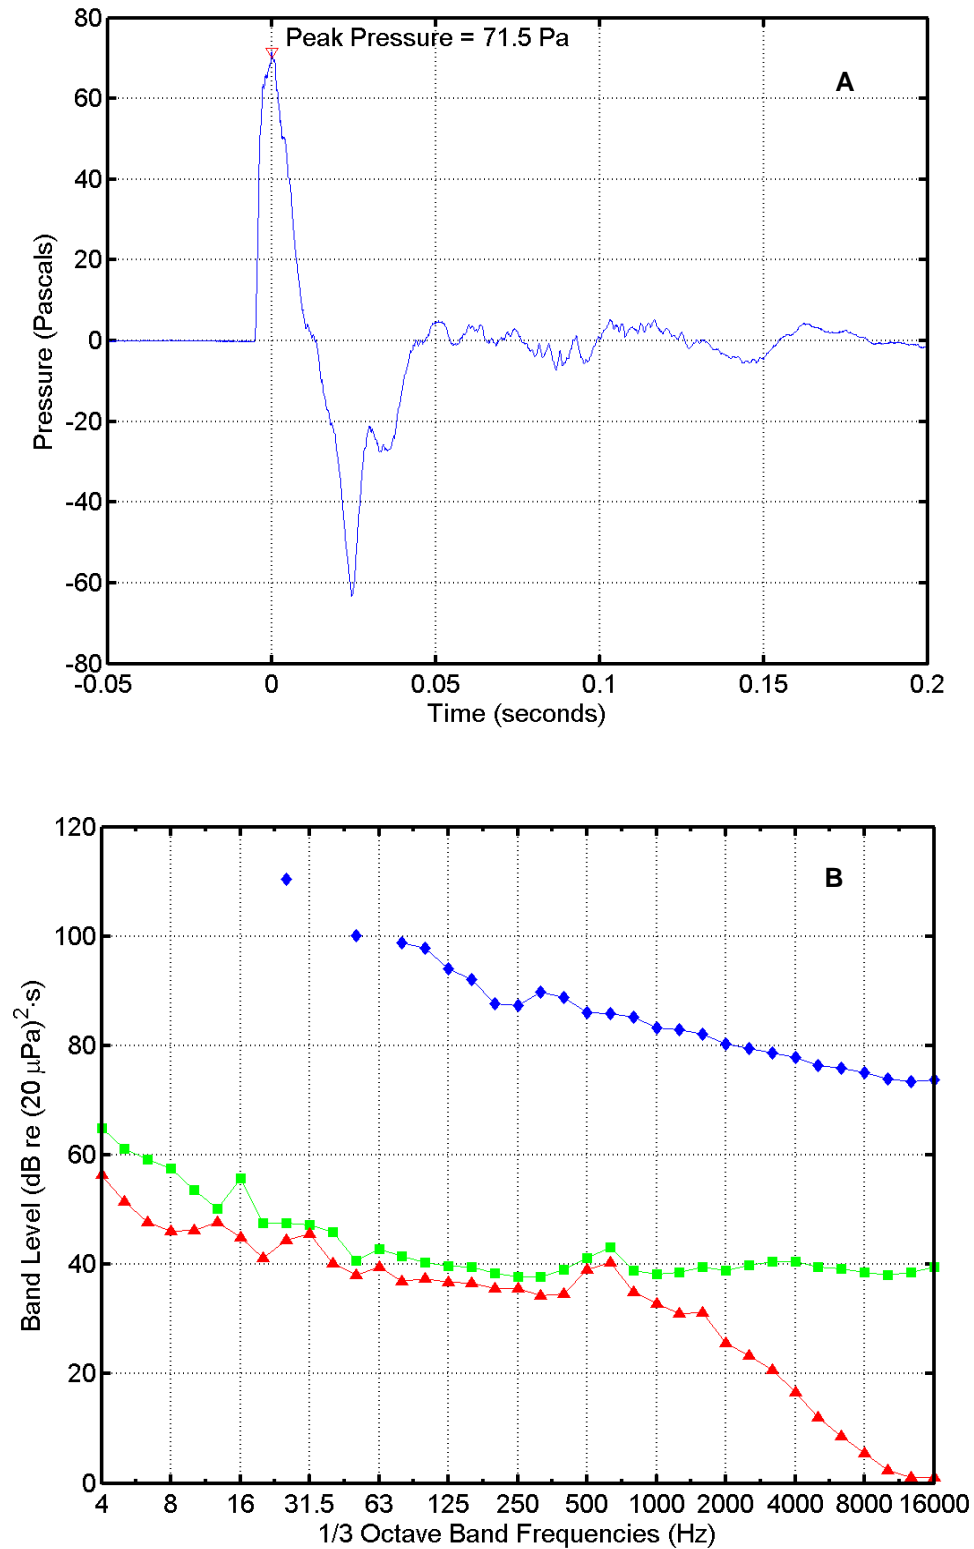 80
Peak Pressure = 71.5 Pa
A
60
40
20
0
-20
-40
-60
-80
Pressure (Pascals)
-0.05 0 0.05 0.1 0.15 0.2
Time (seconds)
120
B
100
80
60
40
20
0
Band Level (dB re (20 μPa)²·s)
4 8 16 31.5 63 125 250 500 1000 2000 4000 8000 16000
1/3 Octave Band Frequencies (Hz)